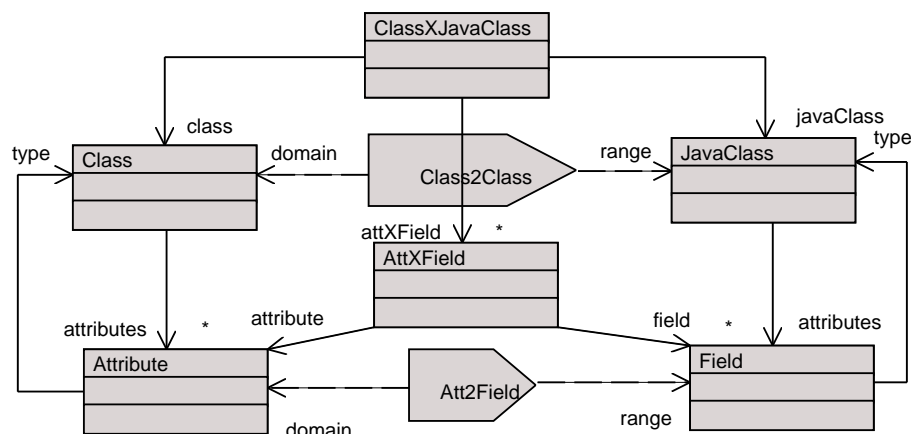 ClassXJavaClass
class
javaClass
type
Class
domain
Class2Class
range
JavaClass
type
attXField
*
AttXField
attributes
*
attribute
field
*
attributes
Attribute
Att2Field
Field
domain
range